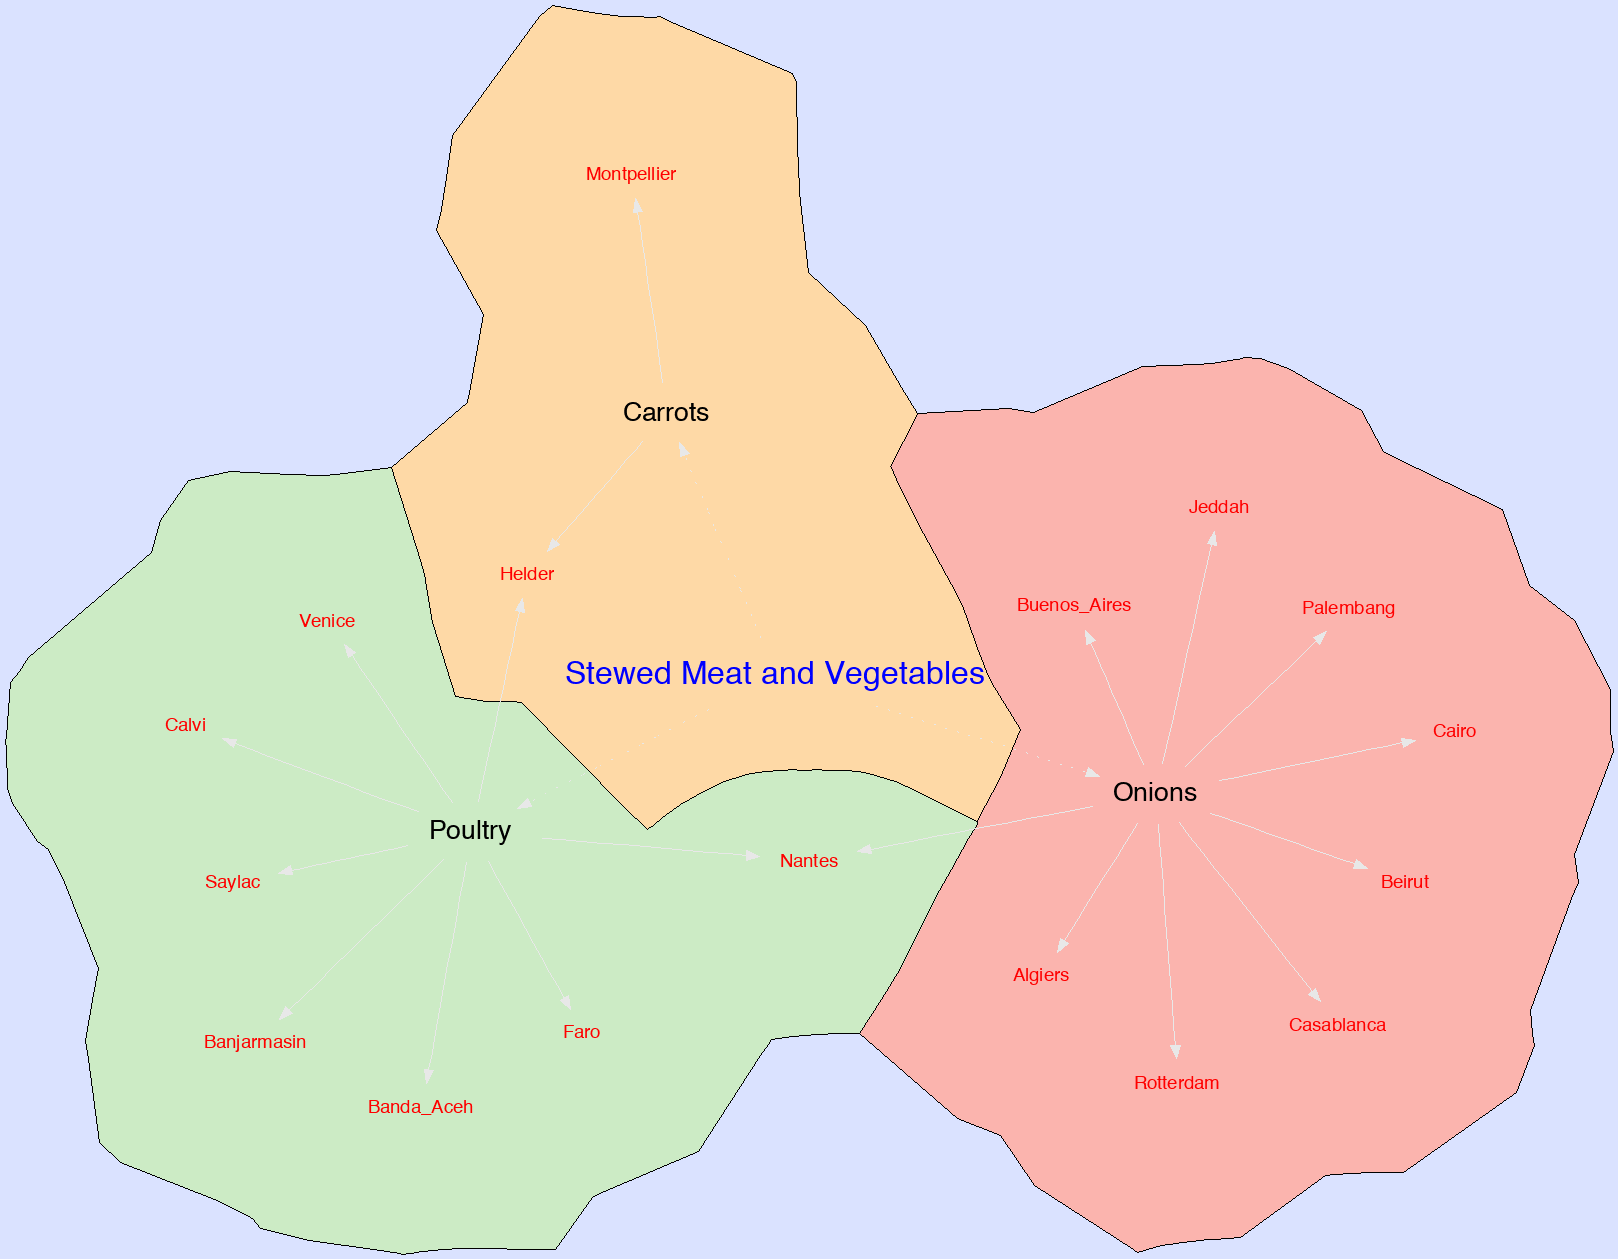 Montpellier
Carrots
Jeddah
Helder
Buenos_Aires
Palembang
Venice
Stewed Meat and Vegetables
Calvi
Cairo
Onions
Poultry
Nantes
Saylac
Beirut
Algiers
Casablanca
Faro
Banjarmasin
Rotterdam
Banda_Aceh